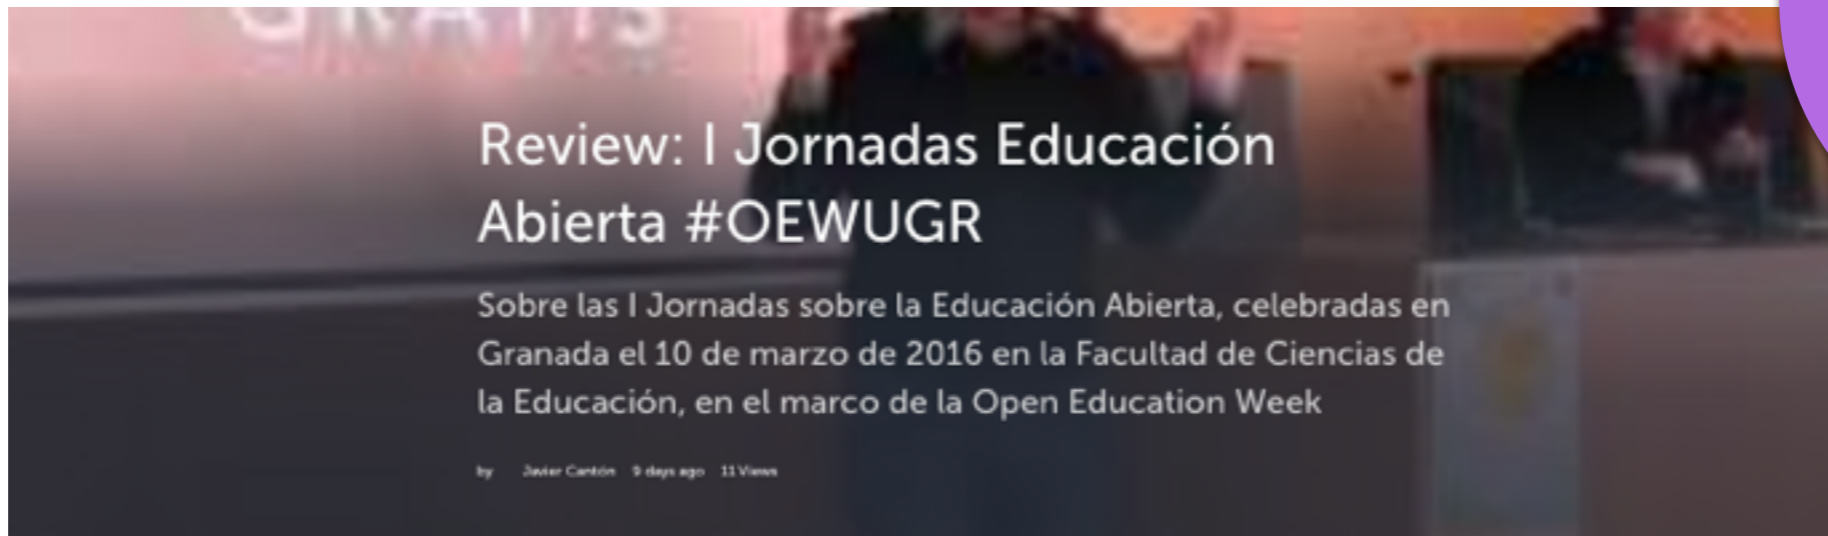 GRATIS
Review: I Jornadas Educación
Abierta #OEWUGR
Sobre las I Jornadas sobre la Educación Abierta, celebradas en
Granada el 10 de marzo de 2016 en la Facultad de Ciencias de
la Educación, en el marco de la Open Education Week
by Javier Cantón 9 days ago 11 Views